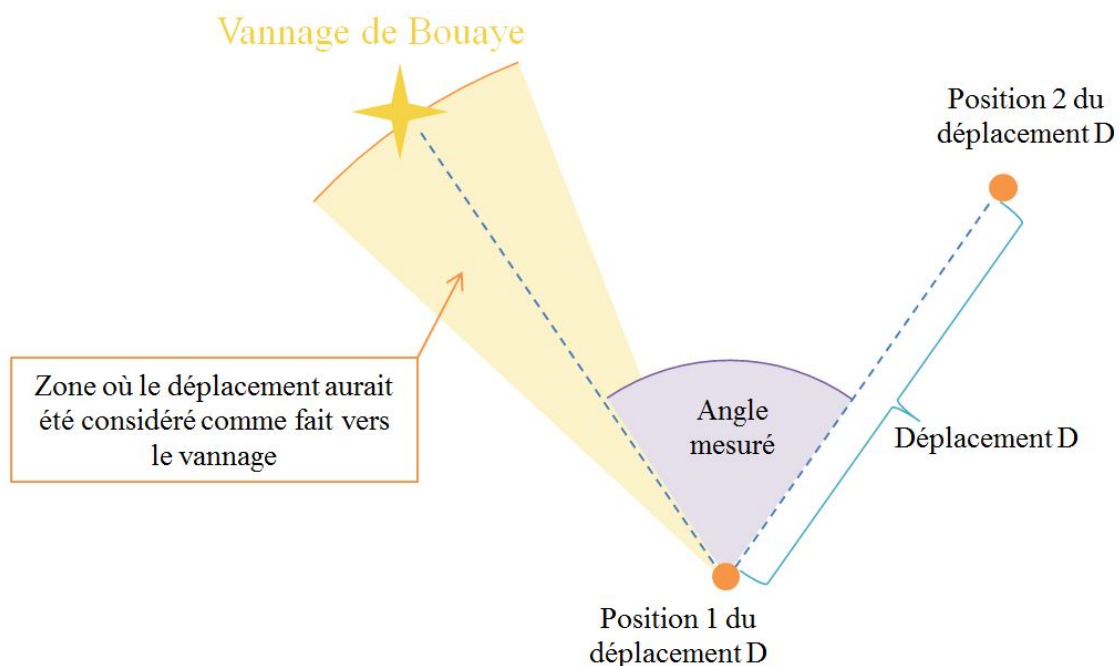 Vannage de Bouaye
Position 2 du
déplacement D
Zone où le déplacement aurait
été considéré comme fait vers
le vannage
Angle
mesuré
Déplacement D
Position 1 du
déplacement D